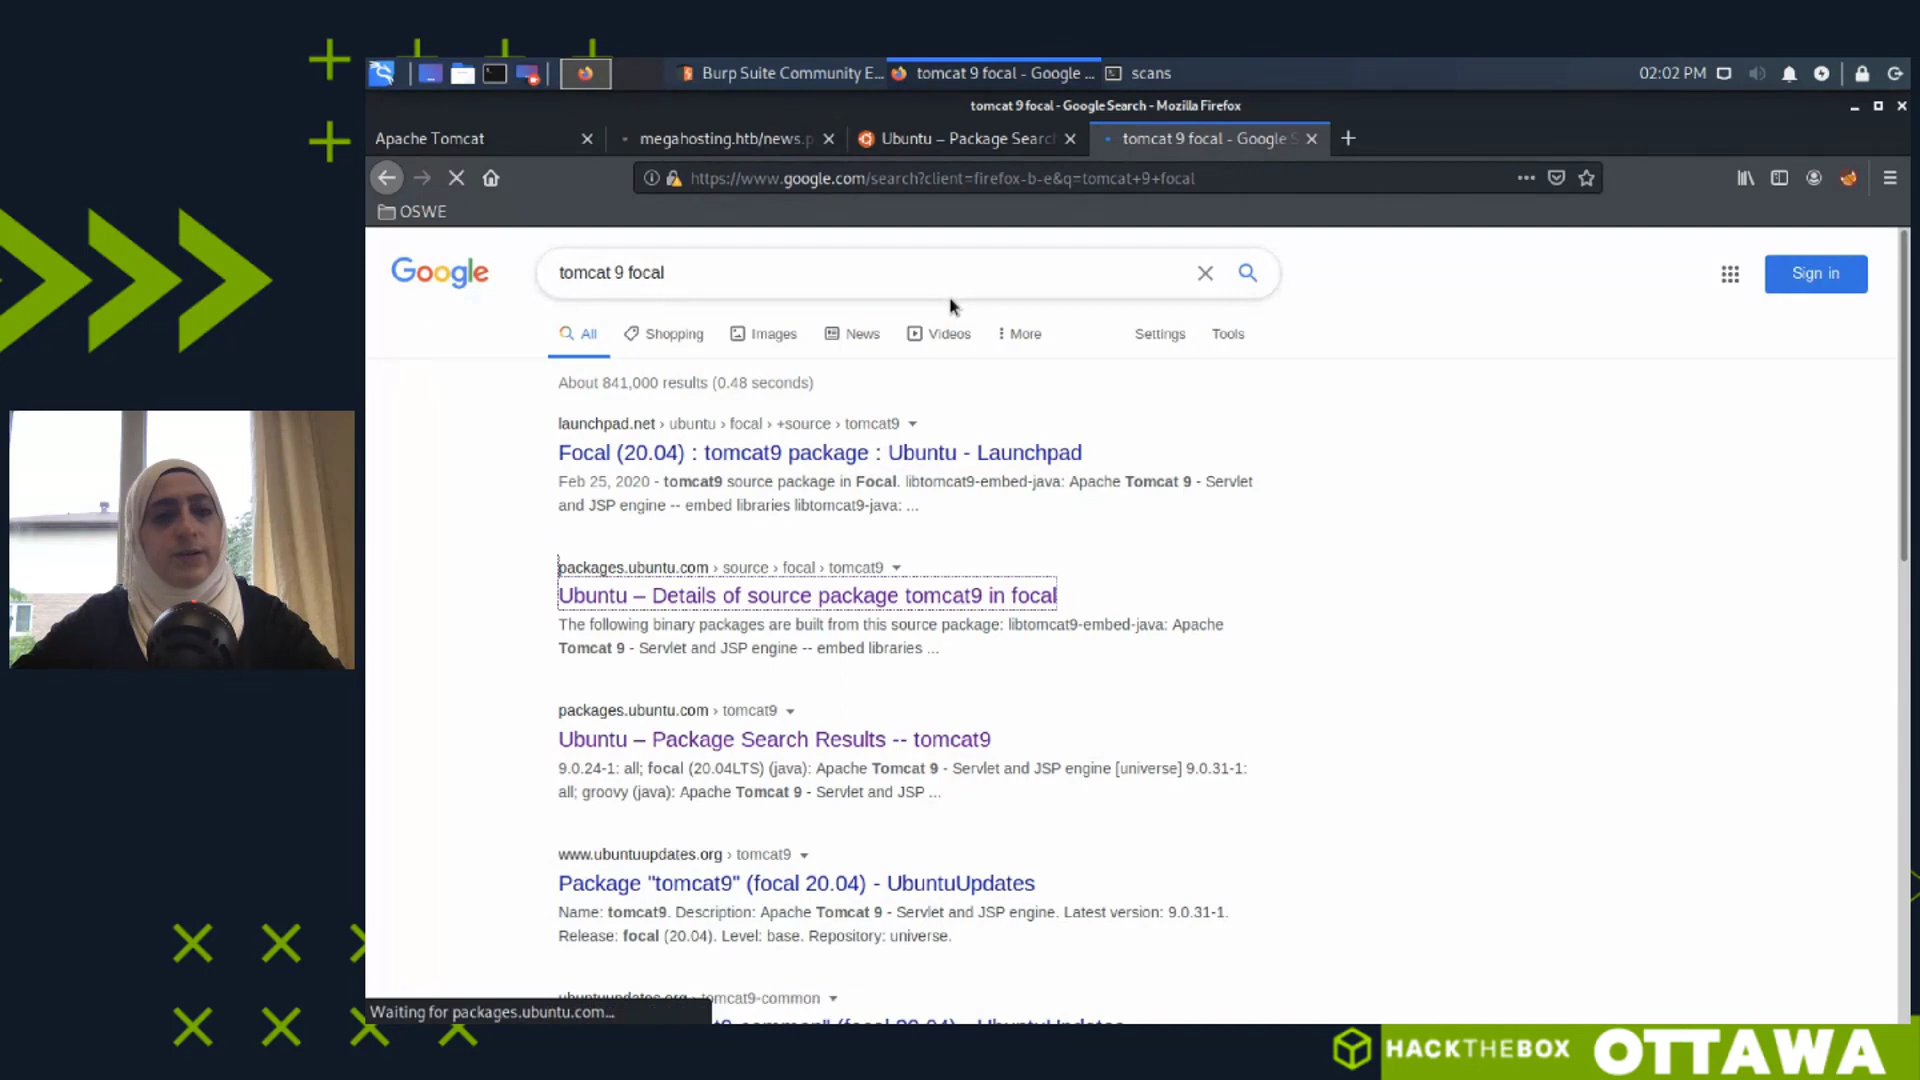 Burp Suite Community E...
tomcat 9 focal - Google ...
scans
02:02 PM
tomcat 9 focal - Google Search - Mozilla Firefox
Apache Tomcat
megahosting.htb/news.p
Ubuntu – Package Search
tomcat 9 focal - Google S
https://www.google.com/search?client=firefox-b-e&q=tomcat+9+focal
OSWE
Google
tomcat 9 focal
Sign in
All
Shopping
Images
News
Videos
More
Settings
Tools
About 841,000 results (0.48 seconds)
launchpad.net › ubuntu › focal › +source › tomcat9
Focal (20.04) : tomcat9 package : Ubuntu - Launchpad
Feb 25, 2020 - tomcat9 source package in Focal. libtomcat9-embed-java: Apache Tomcat 9 - Servlet
and JSP engine -- embed libraries libtomcat9-java: ...
packages.ubuntu.com › source › focal › tomcat9
Ubuntu – Details of source package tomcat9 in focal
The following binary packages are built from this source package: libtomcat9-embed-java: Apache
Tomcat 9 - Servlet and JSP engine -- embed libraries ...
packages.ubuntu.com › tomcat9
Ubuntu – Package Search Results -- tomcat9
9.0.24-1: all; focal (20.04LTS) (java): Apache Tomcat 9 - Servlet and JSP engine [universe] 9.0.31-1:
all; groovy (java): Apache Tomcat 9 - Servlet and JSP ...
www.ubuntuupdates.org › tomcat9
Package "tomcat9" (focal 20.04) - UbuntuUpdates
Name: tomcat9. Description: Apache Tomcat 9 - Servlet and JSP engine. Latest version: 9.0.31-1.
Release: focal (20.04). Level: base. Repository: universe.
ubuntuupdates.org › tomcat9-common
Waiting for packages.ubuntu.com...
HACKTHEBOX OTTAWA